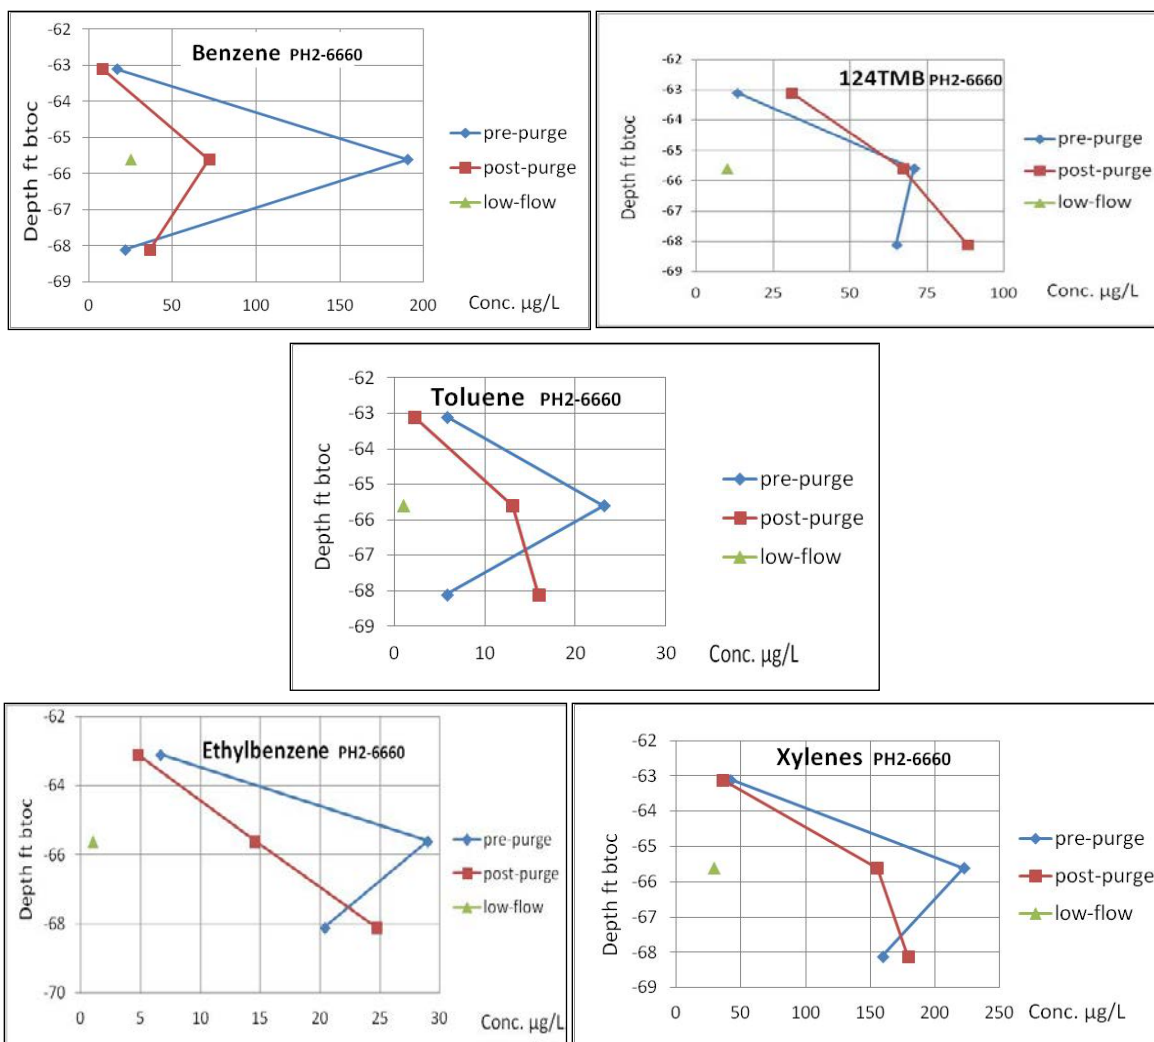 Benzene PH2-6660
-62
-63
-64
-65
-66
-67
-68
-69
Depth ft btoc
0 50 100 150 200
Conc. µg/L
pre-purge
post-purge
low-flow
124TMB PH2-6660
-62
-63
-64
-65
-66
-67
-68
-69
Depth ft btoc
0 25 50 75 100
Conc. µg/L
pre-purge
post-purge
low-flow
Toluene PH2-6660
-62
-63
-64
-65
-66
-67
-68
-69
Depth ft btoc
0 10 20 30
Conc. µg/L
pre-purge
post-purge
low-flow
Ethylbenzene PH2-6660
-62
-64
-66
-68
-70
Depth ft btoc
0 5 10 15 20 25 30
Conc. µg/L
pre-purge
post-purge
low-flow
Xylenes PH2-6660
-62
-63
-64
-65
-66
-67
-68
-69
Depth ft btoc
0 50 100 150 200 250
Conc. µg/L
pre-purge
post-purge
low-flow